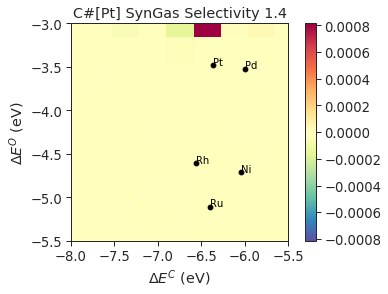 C#[Pt] SynGas Selectivity 1.4
−3.0
−3.5
−4.0
−4.5
−5.0
−5.5
ΔE^O (eV)
Pt
Pd
Rh
Ni
Ru
−8.0 −7.5 −7.0 −6.5 −6.0 −5.5
ΔE^C (eV)
0.0008
0.0006
0.0004
0.0002
0.0000
−0.0002
−0.0004
−0.0006
−0.0008